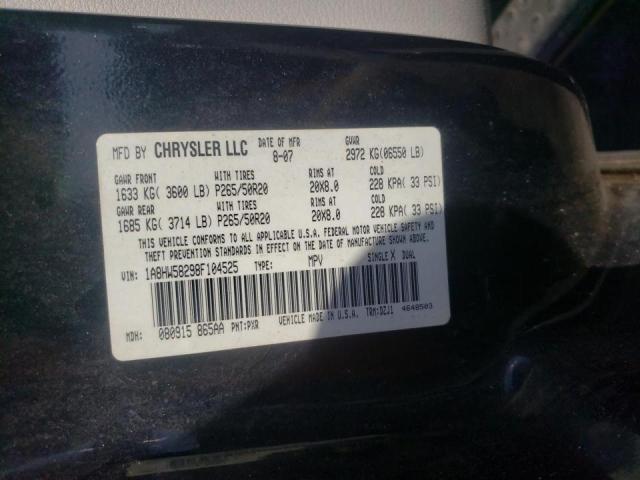 MFD BY CHRYSLER LLC DATE OF MFR 8-07 GVWR 2972 KG(06550 LB)
GAWR FRONT WITH TIRES RIMS AT COLD
1633 KG( 3600 LB) P265/50R20 20X8.0 228 KPA( 33 PSI)
GAWR REAR WITH TIRES RIMS AT COLD
1685 KG( 3714 LB) P265/50R20 20X8.0 228 KPA( 33 PSI)
THIS VEHICLE CONFORMS TO ALL APPLICABLE U.S.A. FEDERAL MOTOR VEHICLE SAFETY AND
THEFT PREVENTION STANDARDS IN EFFECT ON THE DATE OF MANUFACTURE SHOWN ABOVE.
VIN: 1A8HW58298F104525 TYPE: MPV SINGLE X DUAL
MDH: 080915 865AA PNT:PXR VEHICLE MADE IN U.S.A. TRM:DZJ1 4648503